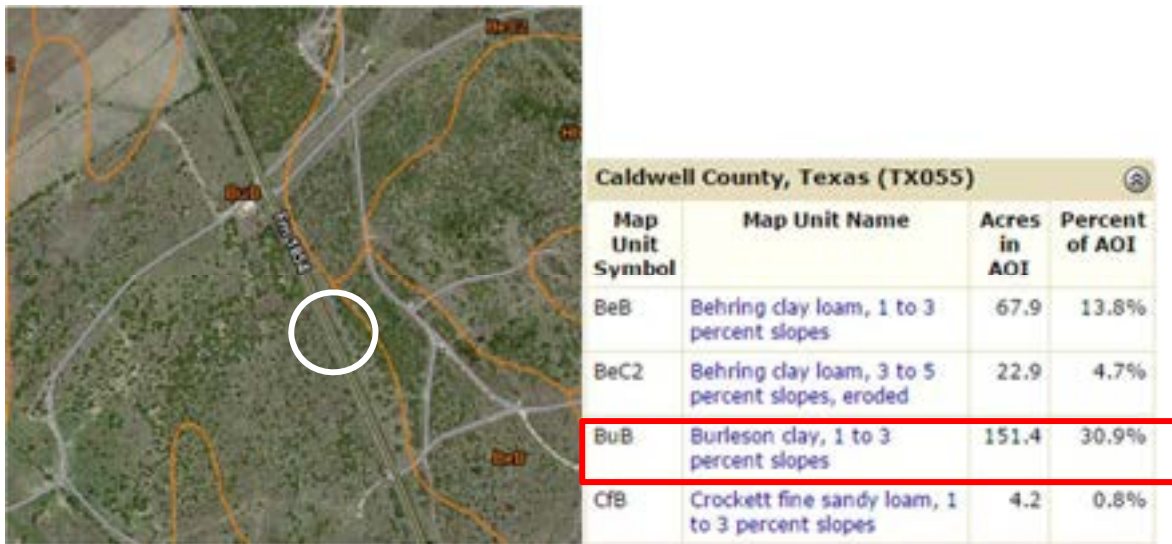 BeC2
BuB
BeB
Caldwell County, Texas (TX055)
Map Unit Symbol
Map Unit Name
Acres in AOI
Percent of AOI
BeB
Behring clay loam, 1 to 3
percent slopes
67.9
13.8%
BeC2
Behring clay loam, 3 to 5
percent slopes, eroded
22.9
4.7%
BuB
Burleson clay, 1 to 3
percent slopes
151.4
30.9%
CfB
Crockett fine sandy loam, 1
to 3 percent slopes
4.2
0.8%